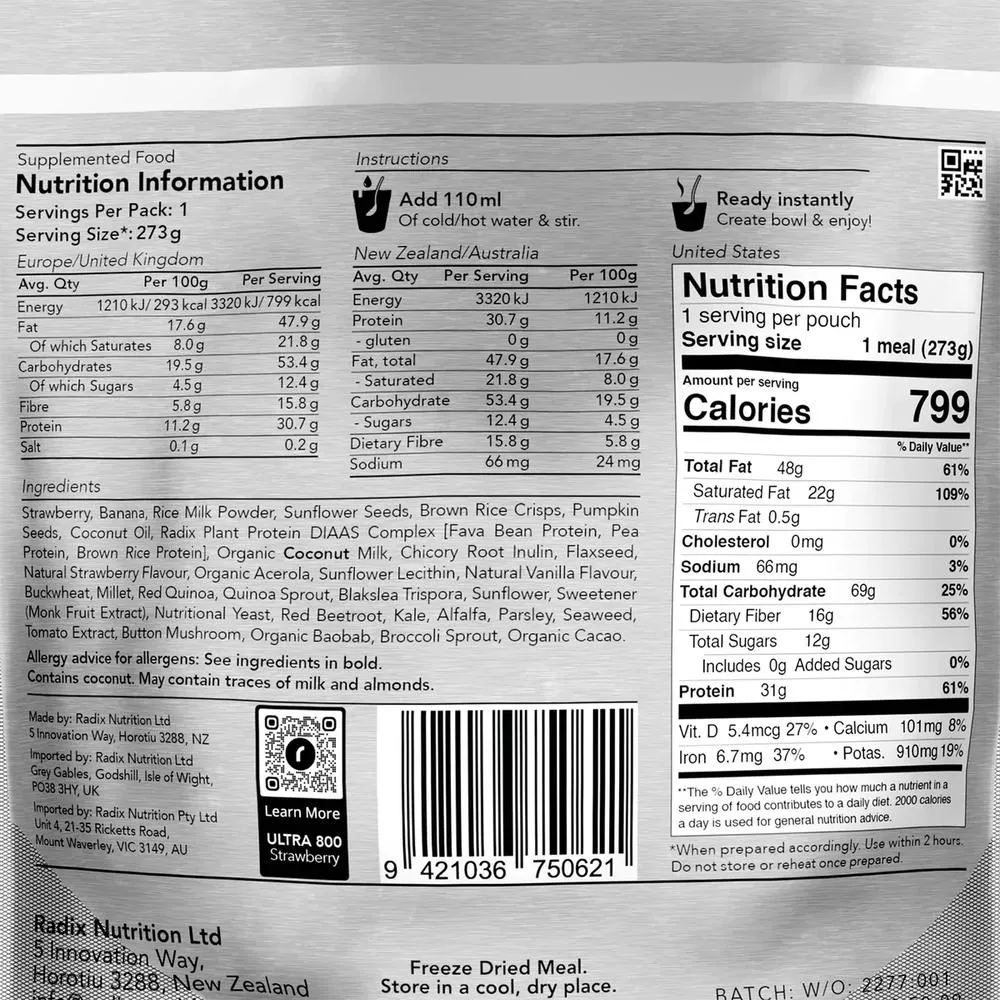 Supplemented Food
Nutrition Information
Servings Per Pack: 1
Serving Size*: 273g
Europe/United Kingdom
Avg. Qty Per 100g Per Serving
Energy 1210 kJ/ 293 kcal 3320 kJ/ 799 kcal
Fat 17.6g 47.9g
Of which Saturates 8.0g 21.8g
Carbohydrates 19.5g 53.4g
Of which Sugars 4.5g 12.4g
Fibre 5.8g 15.8g
Protein 11.2g 30.7g
Salt 0.1g 0.2g
Instructions
Add 110ml
Of cold/hot water & stir.
Ready instantly
Create bowl & enjoy!
New Zealand/Australia
Avg. Qty Per Serving Per 100g
Energy 3320 kJ 1210 kJ
Protein 30.7g 11.2g
- gluten 0g 0g
Fat, total 47.9g 17.6g
- Saturated 21.8g 8.0g
Carbohydrate 53.4g 19.5g
- Sugars 12.4g 4.5g
Dietary Fibre 15.8g 5.8g
Sodium 66mg 24mg
Ingredients
Strawberry, Banana, Rice Milk Powder, Sunflower Seeds, Brown Rice Crisps, Pumpkin
Seeds, Coconut Oil, Radix Plant Protein DIAAS Complex [Fava Bean Protein, Pea
Protein, Brown Rice Protein], Organic Coconut Milk, Chicory Root Inulin, Flaxseed,
Natural Strawberry Flavour, Organic Acerola, Sunflower Lecithin, Natural Vanilla Flavour,
Buckwheat, Millet, Red Quinoa, Quinoa Sprout, Blakslea Trispora, Sunflower, Sweetener
(Monk Fruit Extract), Nutritional Yeast, Red Beetroot, Kale, Alfalfa, Parsley, Seaweed,
Tomato Extract, Button Mushroom, Organic Baobab, Broccoli Sprout, Organic Cacao.
Allergy advice for allergens: See ingredients in bold.
Contains coconut. May contain traces of milk and almonds.
Made by: Radix Nutrition Ltd
5 Innovation Way, Horotiu 3288, NZ
Imported by: Radix Nutrition Ltd
Grey Gables, Godshill, Isle of Wight,
PO38 3HY, UK
Imported by: Radix Nutrition Pty Ltd
Unit 4, 21-35 Ricketts Road,
Mount Waverley, VIC 3149, AU
r
Learn More
ULTRA 800
Strawberry
9 421036 750621
United States
Nutrition Facts
1 serving per pouch
Serving size 1 meal (273g)
Amount per serving
Calories 799
% Daily Value**
Total Fat 48g 61%
Saturated Fat 22g 109%
Trans Fat 0.5g
Cholesterol 0mg 0%
Sodium 66mg 3%
Total Carbohydrate 69g 25%
Dietary Fiber 16g 56%
Total Sugars 12g
Includes 0g Added Sugars 0%
Protein 31g 61%
Vit. D 5.4mcg 27% • Calcium 101mg 8%
Iron 6.7mg 37% • Potas. 910mg 19%
**The % Daily Value tells you how much a nutrient in a
serving of food contributes to a daily diet. 2000 calories
a day is used for general nutrition advice.
*When prepared accordingly. Use within 2 hours.
Do not store or reheat once prepared.
Radix Nutrition Ltd
5 Innovation Way,
Horotiu 3288, New Zealand
Freeze Dried Meal.
Store in a cool, dry place.
BATCH: W/O: 2277 001